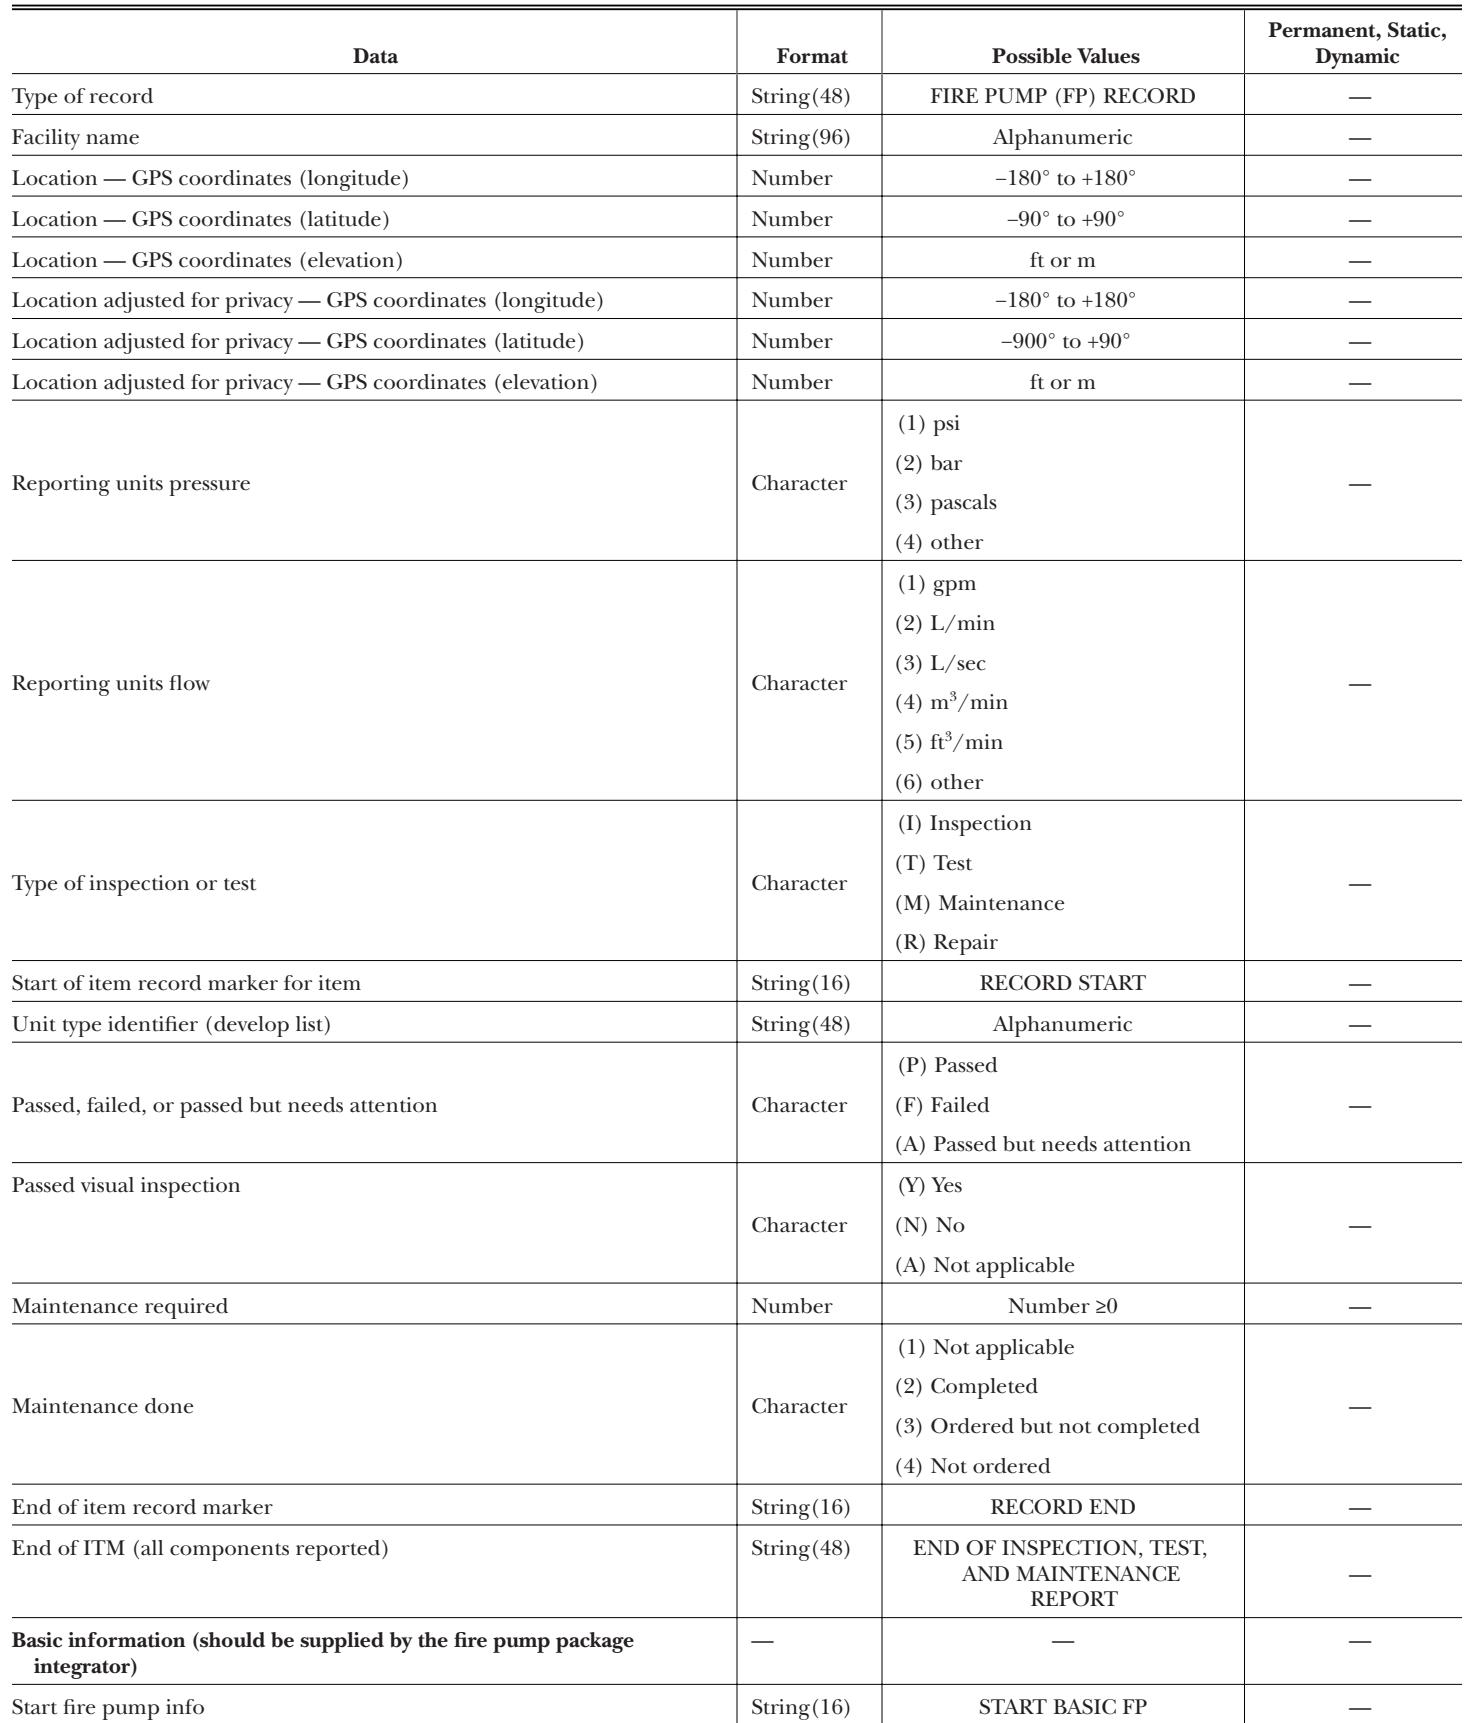 Data Format Possible Values Permanent, Static,
Dynamic
Type of record String(48) FIRE PUMP (FP) RECORD —
Facility name String(96) Alphanumeric —
Location — GPS coordinates (longitude) Number –180° to +180° —
Location — GPS coordinates (latitude) Number –90° to +90° —
Location — GPS coordinates (elevation) Number ft or m —
Location adjusted for privacy — GPS coordinates (longitude) Number –180° to +180° —
Location adjusted for privacy — GPS coordinates (latitude) Number –900° to +90° —
Location adjusted for privacy — GPS coordinates (elevation) Number ft or m —
Reporting units pressure Character —
(1) psi
(2) bar
(3) pascals
(4) other
Reporting units flow Character —
(1) gpm
(2) L/min
(3) L/sec
(4) m³/min
(5) ft³/min
(6) other
Type of inspection or test Character —
(I) Inspection
(T) Test
(M) Maintenance
(R) Repair
Start of item record marker for item String(16) RECORD START —
Unit type identifier (develop list) String(48) Alphanumeric —
Passed, failed, or passed but needs attention Character —
(P) Passed
(F) Failed
(A) Passed but needs attention
Passed visual inspection Character —
(Y) Yes
(N) No
(A) Not applicable
Maintenance required Number Number ≥0 —
Maintenance done Character —
(1) Not applicable
(2) Completed
(3) Ordered but not completed
(4) Not ordered
End of item record marker String(16) RECORD END —
End of ITM (all components reported) String(48) END OF INSPECTION, TEST,
AND MAINTENANCE —
REPORT
Basic information (should be supplied by the fire pump package — — —
integrator)
Start fire pump info String(16) START BASIC FP —